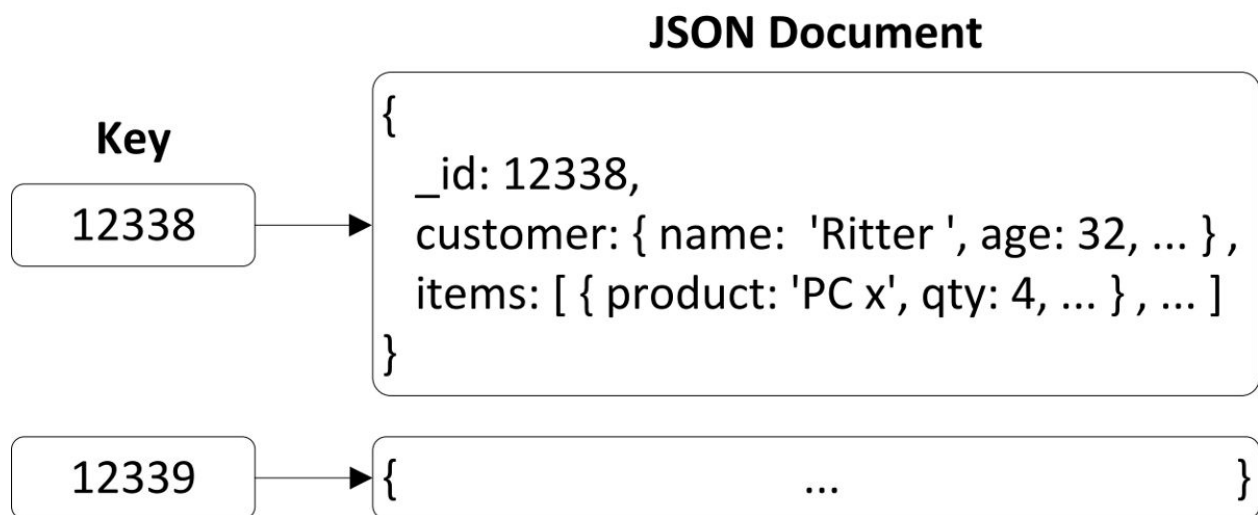 JSON Document
Key
12338
{
_id: 12338,
customer: { name:  'Ritter ', age: 32, ... } ,
items: [ { product: 'PC x', qty: 4, ... } , ... ]
}
12339
{ ... }